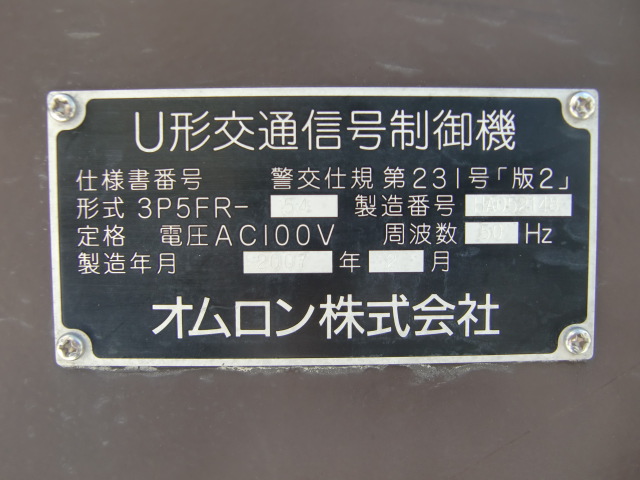 U形交通信号制御機
仕様書番号 警交仕規 第231号「版2」
形式 3P5FR-54 製造番号
定格 電圧AC100V 周波数 Hz
製造年月 年 月
オムロン株式会社